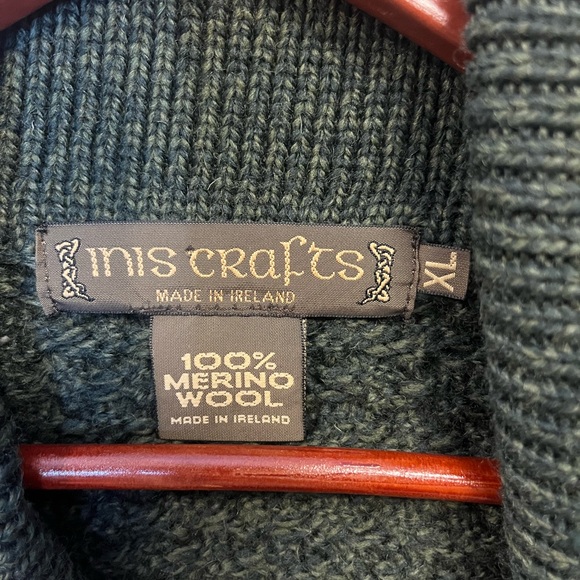 INIS CRAFTS
MADE IN IRELAND
XL
100%
MERINO
WOOL
MADE IN IRELAND